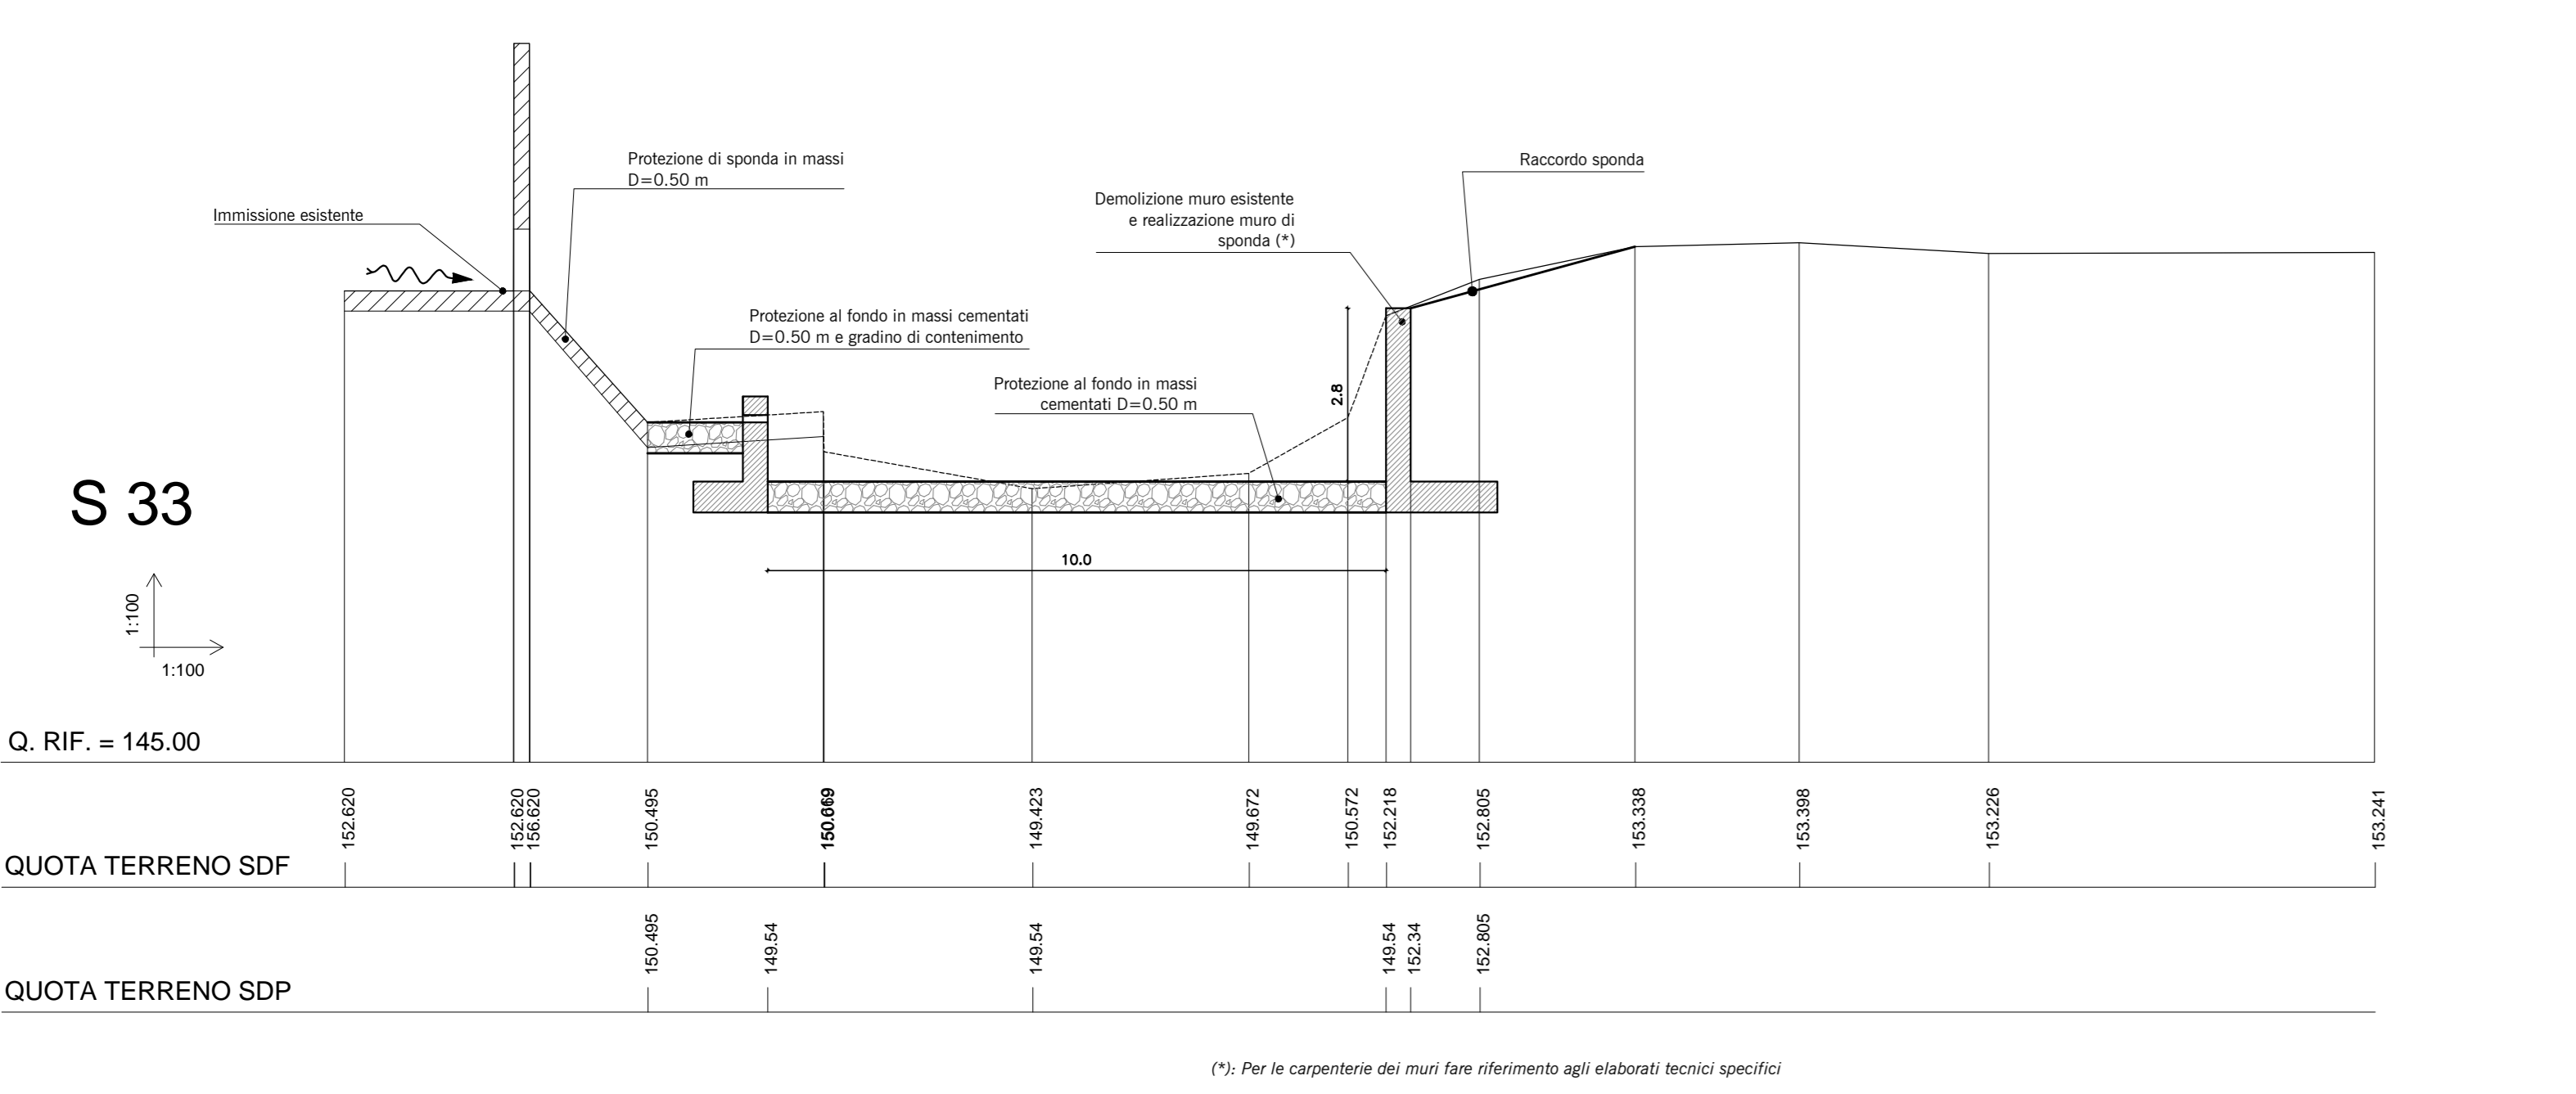 Protezione di sponda in massi
D=0.50 m
Raccordo sponda
Immissione esistente
Demolizione muro esistente
e realizzazione muro di
sponda (*)
Protezione al fondo in massi cementati
D=0.50 m e gradino di contenimento
Protezione al fondo in massi
cementati D=0.50 m
2.8
S 33
10.0
1:100
1:100
Q. RIF. = 145.00
152.620
152.620
156.620
150.495
149.423
149.672
150.572
152.218
152.805
153.338
153.398
153.226
153.241
QUOTA TERRENO SDF
150.495
149.54
149.54
149.54
152.34
152.805
QUOTA TERRENO SDP
(*): Per le carpenterie dei muri fare riferimento agli elaborati tecnici specifici